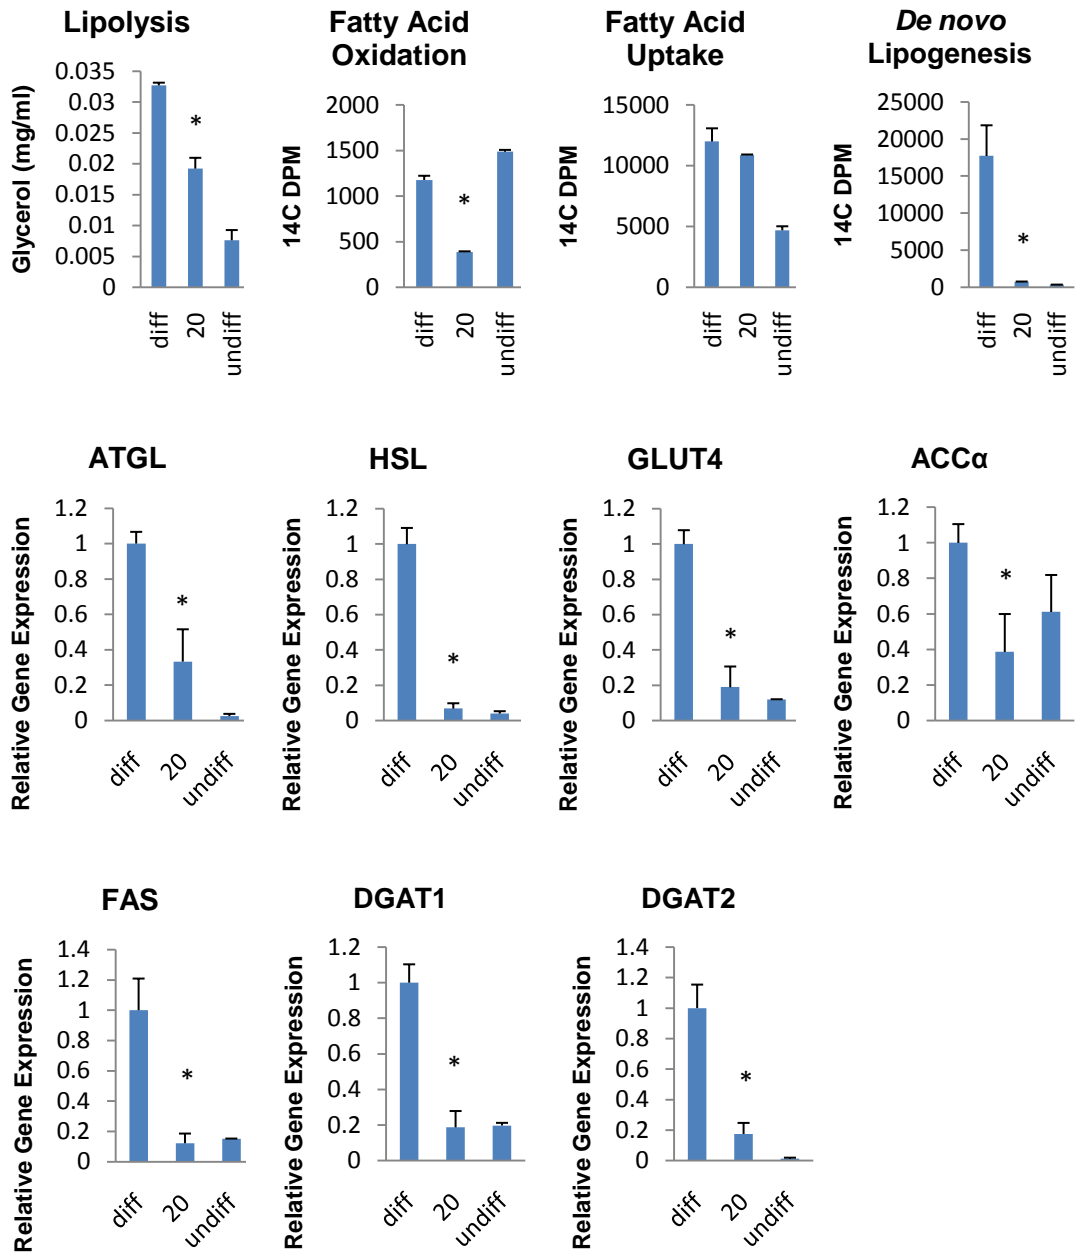 Lipolysis
Glycerol (mg/ml)
0.035
0.03
0.025
0.02
0.015
0.01
0.005
0
*
diff
20
undiff
Fatty Acid
Oxidation
14C DPM
2000
1500
1000
500
0
*
diff
20
undiff
Fatty Acid
Uptake
14C DPM
15000
10000
5000
0
diff
20
undiff
De novo
Lipogenesis
14C DPM
25000
20000
15000
10000
5000
0
*
diff
20
undiff
ATGL
Relative Gene Expression
1.2
1
0.8
0.6
0.4
0.2
0
*
diff
20
undiff
HSL
Relative Gene Expression
1.2
1
0.8
0.6
0.4
0.2
0
*
diff
20
undiff
GLUT4
Relative Gene Expression
1.2
1
0.8
0.6
0.4
0.2
0
*
diff
20
undiff
ACCα
Relative Gene Expression
1.2
1
0.8
0.6
0.4
0.2
0
*
diff
20
undiff
FAS
Relative Gene Expression
1.4
1.2
1
0.8
0.6
0.4
0.2
0
*
diff
20
undiff
DGAT1
Relative Gene Expression
1.2
1
0.8
0.6
0.4
0.2
0
*
diff
20
undiff
DGAT2
Relative Gene Expression
1.4
1.2
1
0.8
0.6
0.4
0.2
0
*
diff
20
undiff